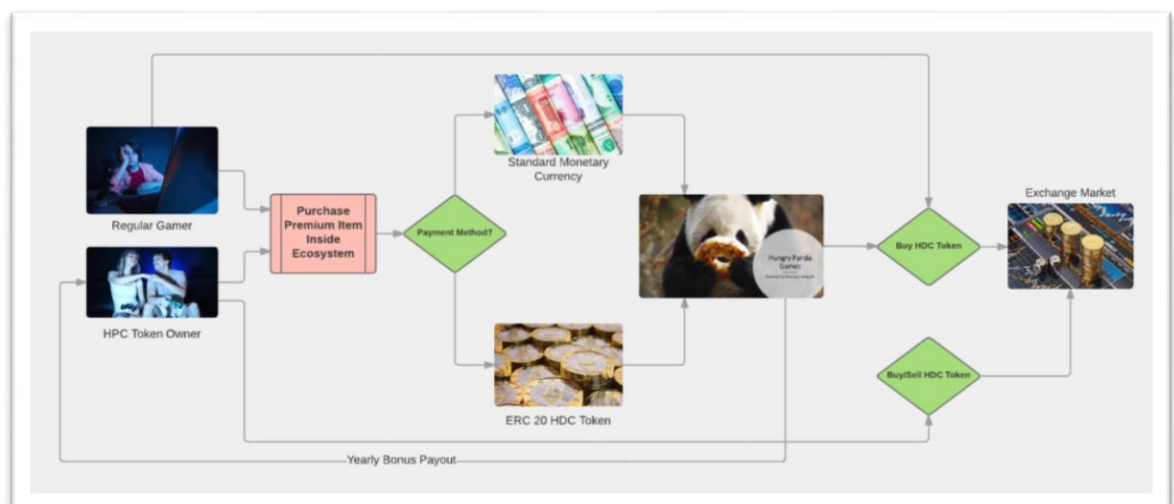 Regular Gamer
HPC Token Owner
Purchase
Premium Item
Inside
Ecosystem
Payment Method?
Standard Monetary
Currency
ERC 20 HDC Token
Hungry Panda
Games
Buy HDC Token
Exchange Market
Buy/Sell HDC Token
Yearly Bonus Payout